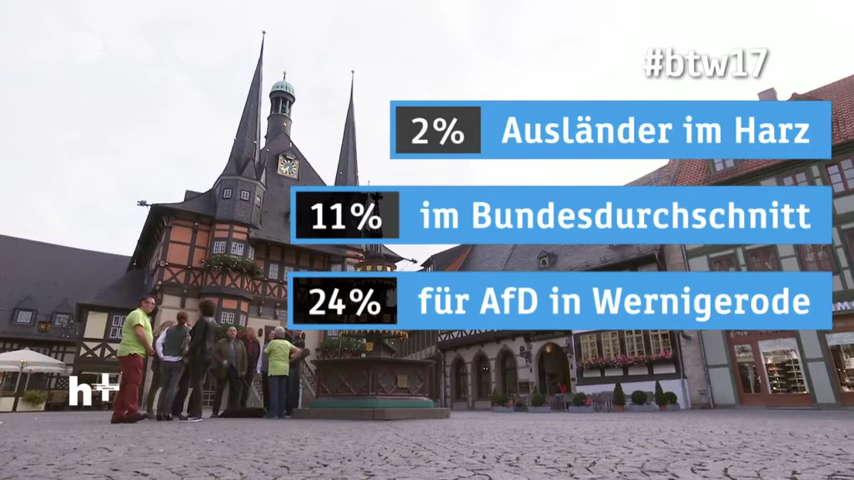 #btw17
2% Ausländer im Harz
11% im Bundesdurchschnitt
24% für AfD in Wernigerode
h+